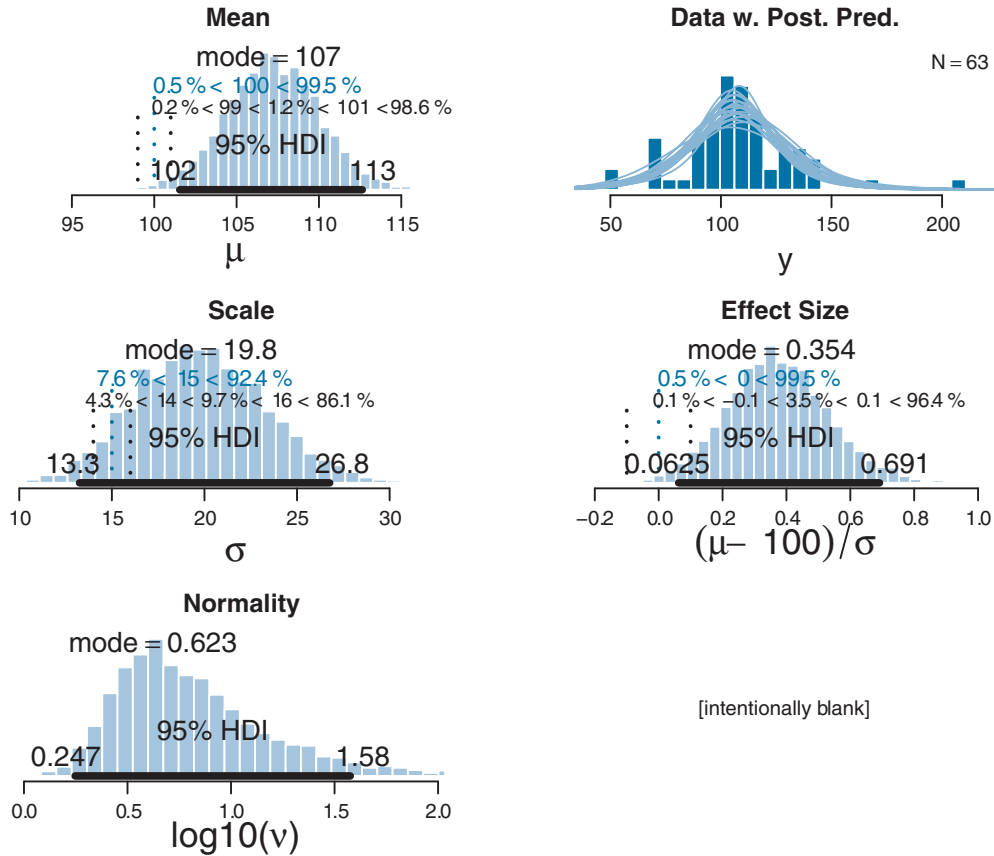 Mean
mode = 107
0.5 % < 100 < 99.5 %
0.2 % < 99 < 1.2 % < 101 < 98.6 %
95% HDI
102 113
95 100 105 110 115
μ
Data w. Post. Pred.
N = 63
50 100 150 200
y
Scale
mode = 19.8
7.6 % < 15 < 92.4 %
4.3 % < 14 < 9.7 % < 16 < 86.1 %
95% HDI
13.3 26.8
10 15 20 25 30
σ
Effect Size
mode = 0.354
0.5 % < 0 < 99.5 %
0.1 % < −0.1 < 3.5 % < 0.1 < 96.4 %
95% HDI
0.0625 0.691
−0.2 0.0 0.2 0.4 0.6 0.8 1.0
(μ− 100)/σ
Normality
mode = 0.623
95% HDI
0.247 1.58
0.0 0.5 1.0 1.5 2.0
log10(ν)
[intentionally blank]